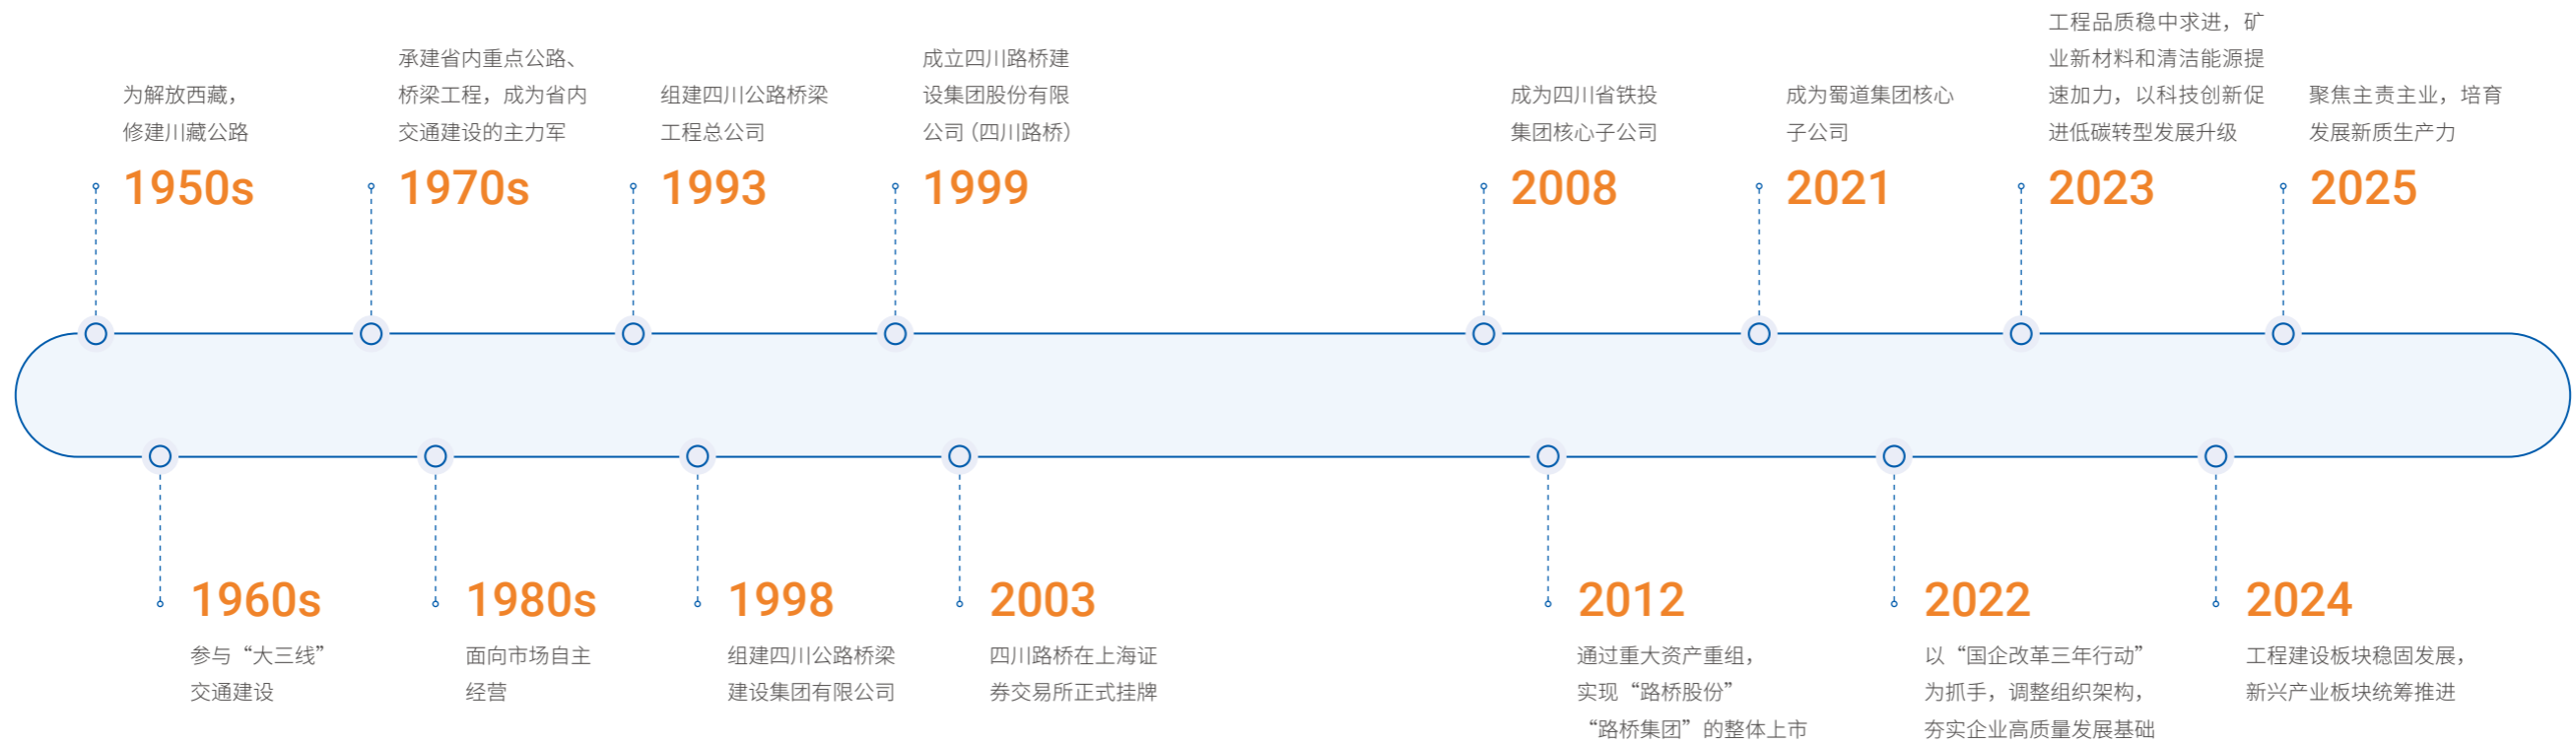 为解放西藏，
修建川藏公路
1950s
承建省内重点公路、
桥梁工程，成为省内
交通建设的主力军
1970s
组建四川公路桥梁
工程总公司
1993
成立四川路桥建
设集团股份有限
公司（四川路桥）
1999
成为四川省铁投
集团核心子公司
2008
成为蜀道集团核心
子公司
2021
工程品质稳中求进，矿
业新材料和清洁能源提
速加力，以科技创新促
进低碳转型发展升级
2023
聚焦主责主业，培育
发展新质生产力
2025
1960s
参与“大三线”
交通建设
1980s
面向市场自主
经营
1998
组建四川公路桥梁
建设集团有限公司
2003
四川路桥在上海证
券交易所正式挂牌
2012
通过重大资产重组，
实现“路桥股份”
“路桥集团”的整体上市
2022
以“国企改革三年行动”
为抓手，调整组织架构，
夯实企业高质量发展基础
2024
工程建设板块稳固发展，
新兴产业板块统筹推进